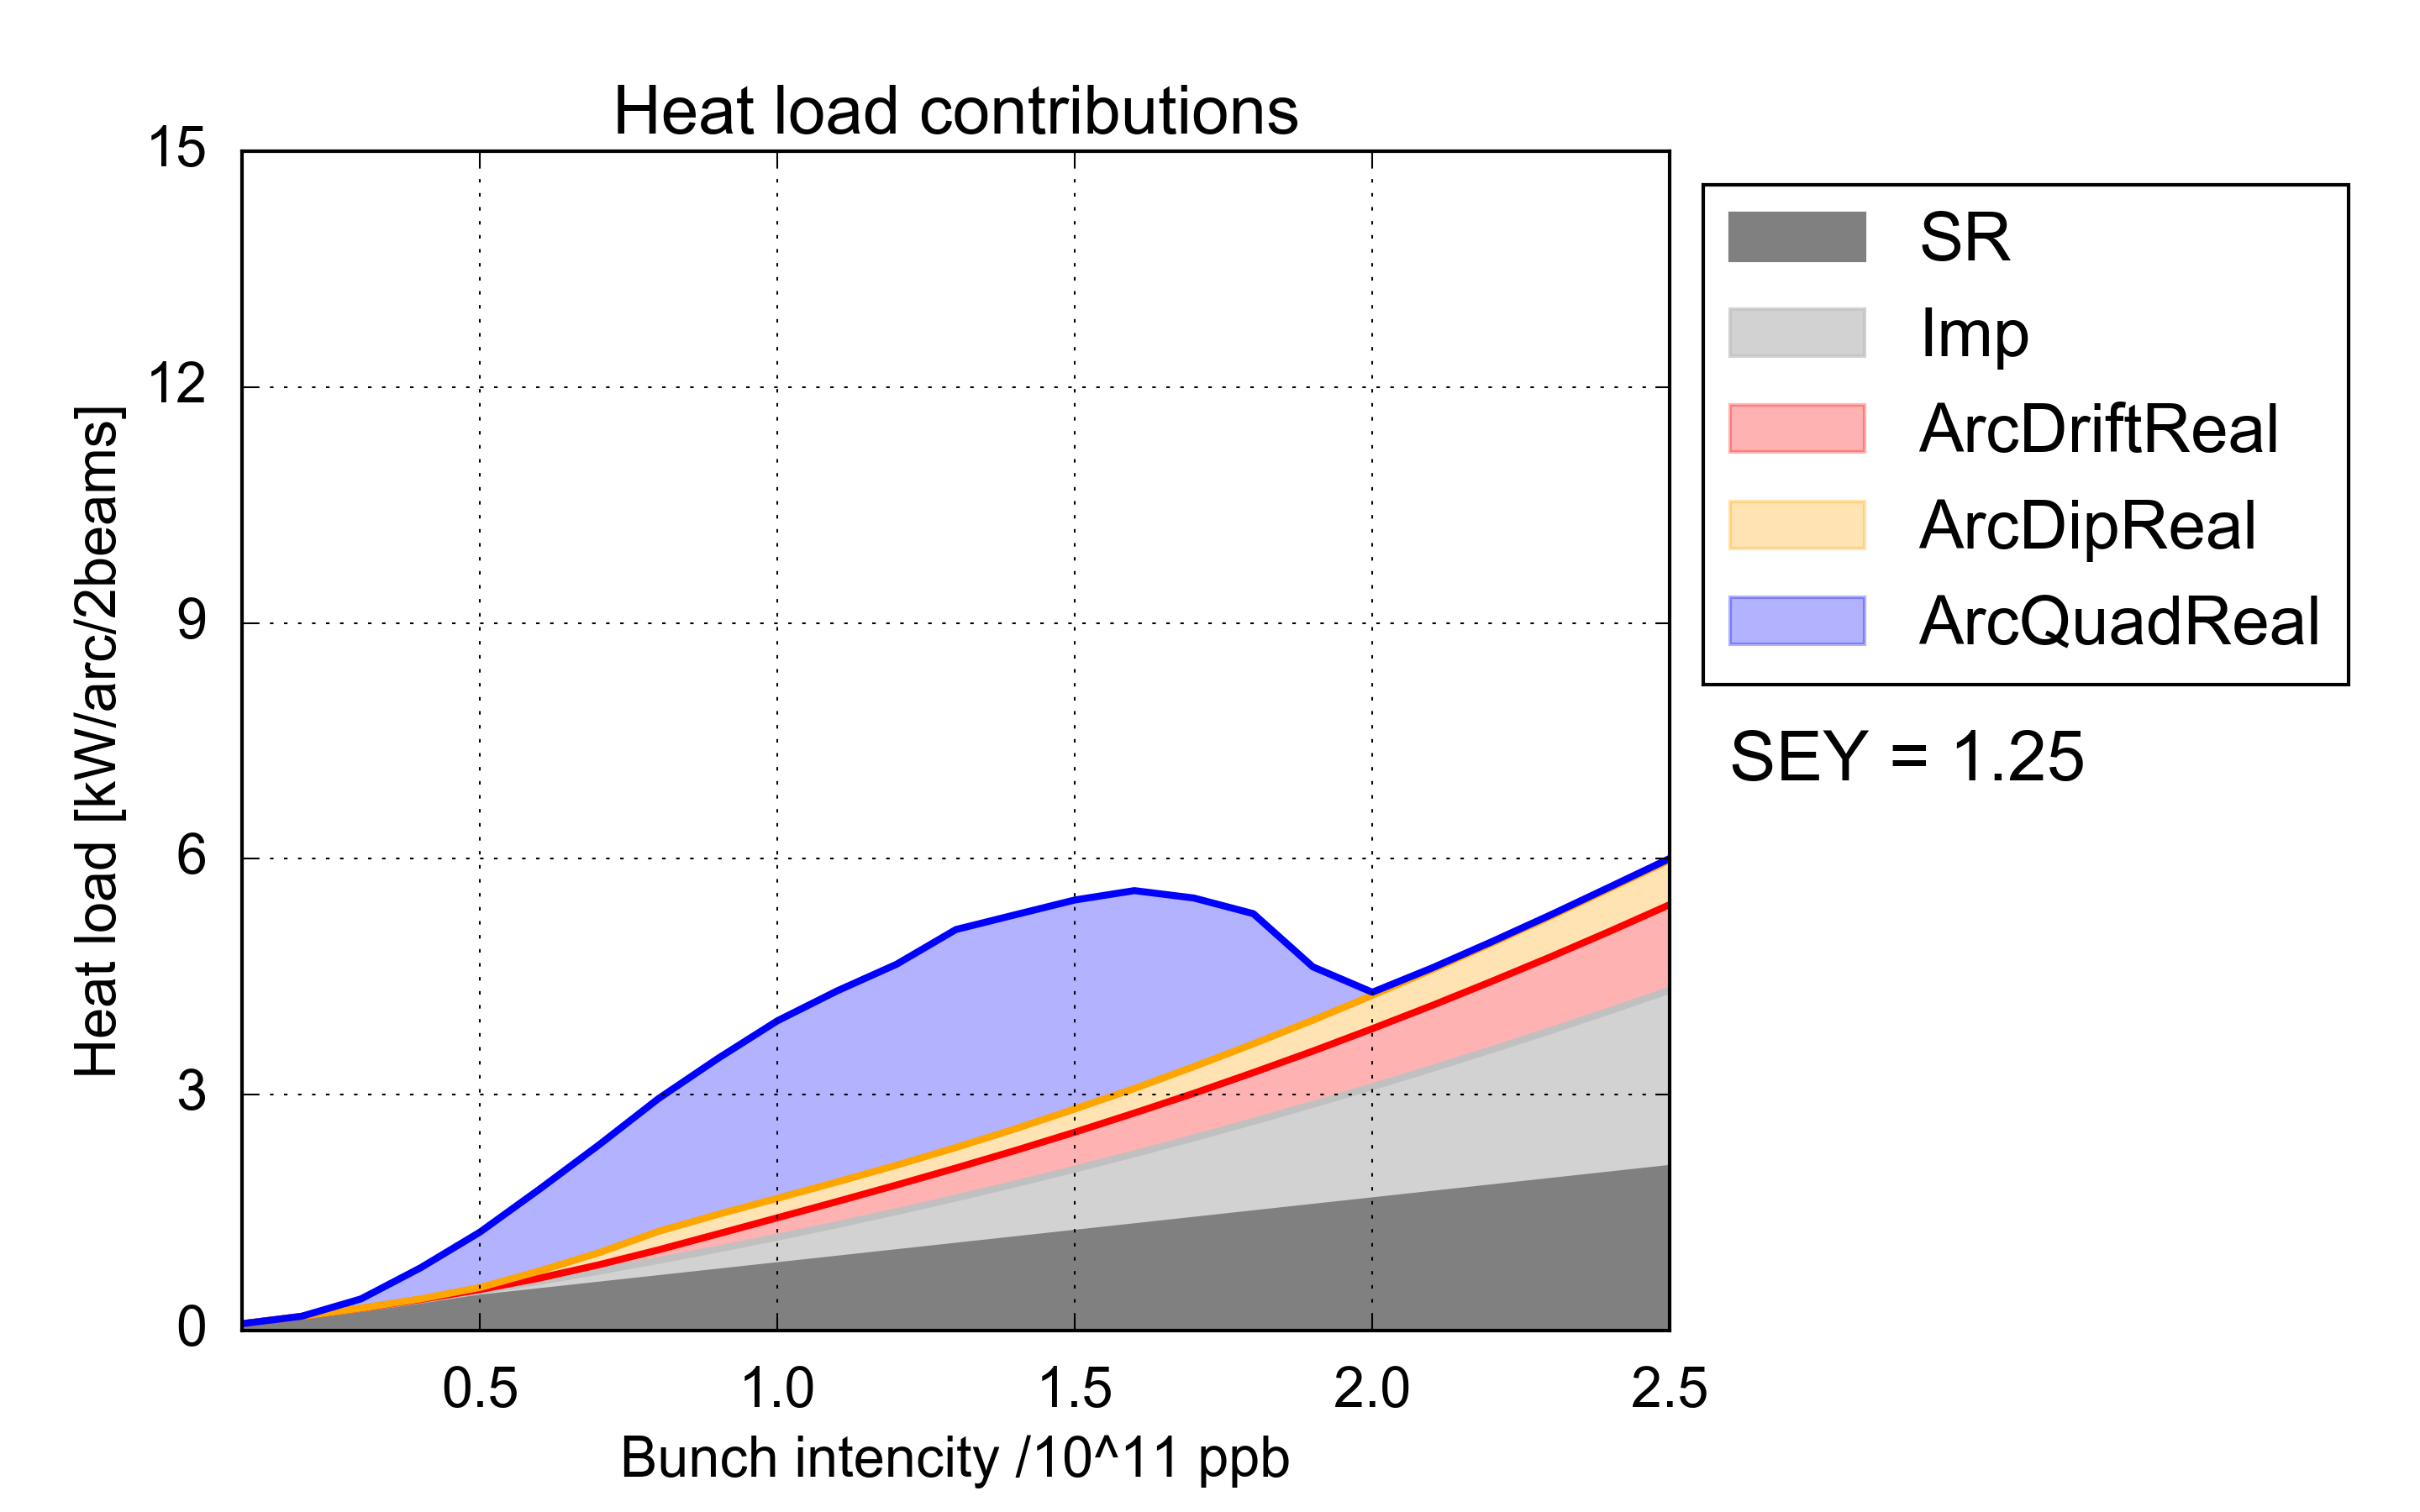 Heat load contributions
15
12
9
6
3
0
Heat load [kW/arc/2beams]
0.5 1.0 1.5 2.0 2.5
Bunch intencity /10^11 ppb
SR
Imp
ArcDriftReal
ArcDipReal
ArcQuadReal
SEY = 1.25